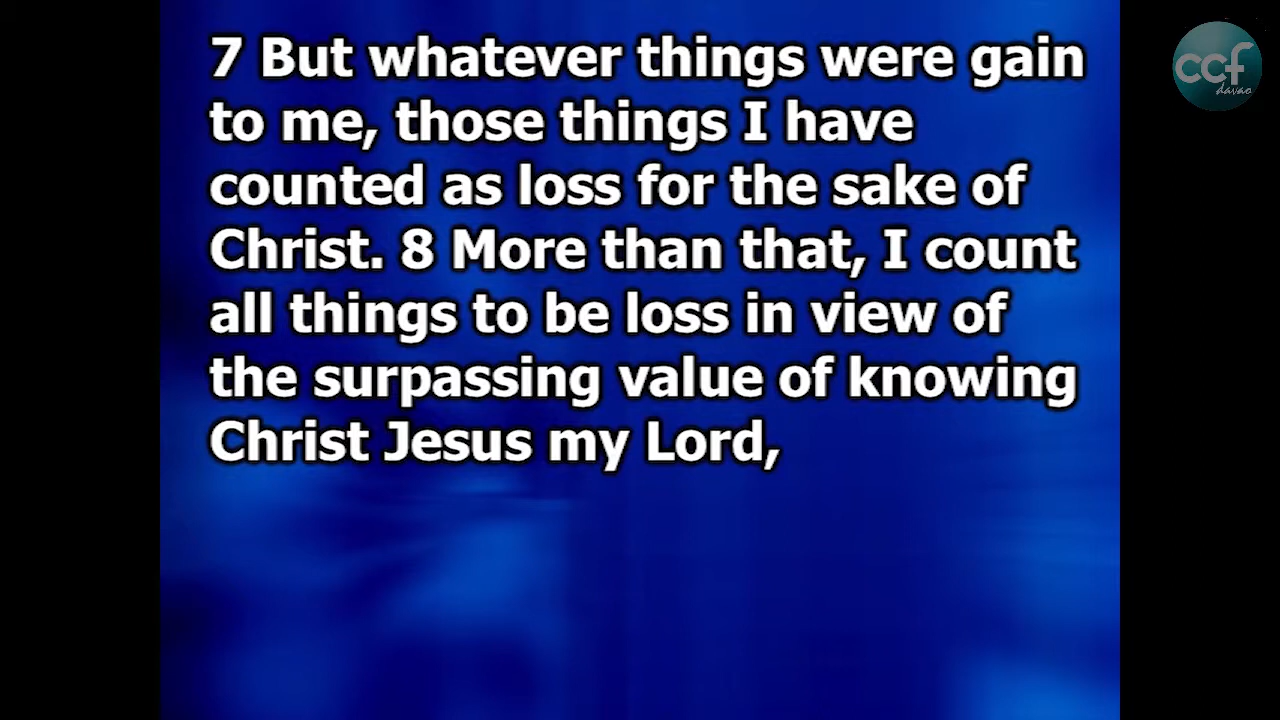 7 But whatever things were gain
to me, those things I have
counted as loss for the sake of
Christ. 8 More than that, I count
all things to be loss in view of
the surpassing value of knowing
Christ Jesus my Lord,
ccf
davao